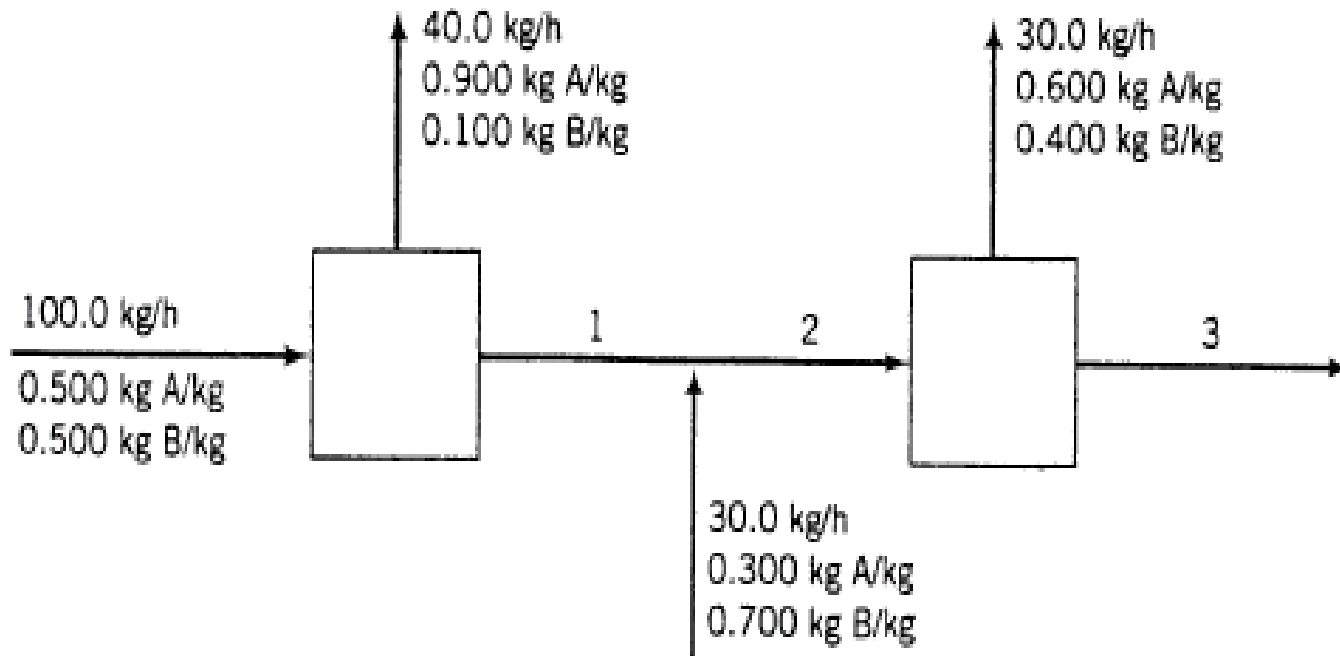 40.0 kg/h
0.900 kg A/kg
0.100 kg B/kg
30.0 kg/h
0.600 kg A/kg
0.400 kg B/kg
100.0 kg/h
0.500 kg A/kg
0.500 kg B/kg
1
2
3
30.0 kg/h
0.300 kg A/kg
0.700 kg B/kg